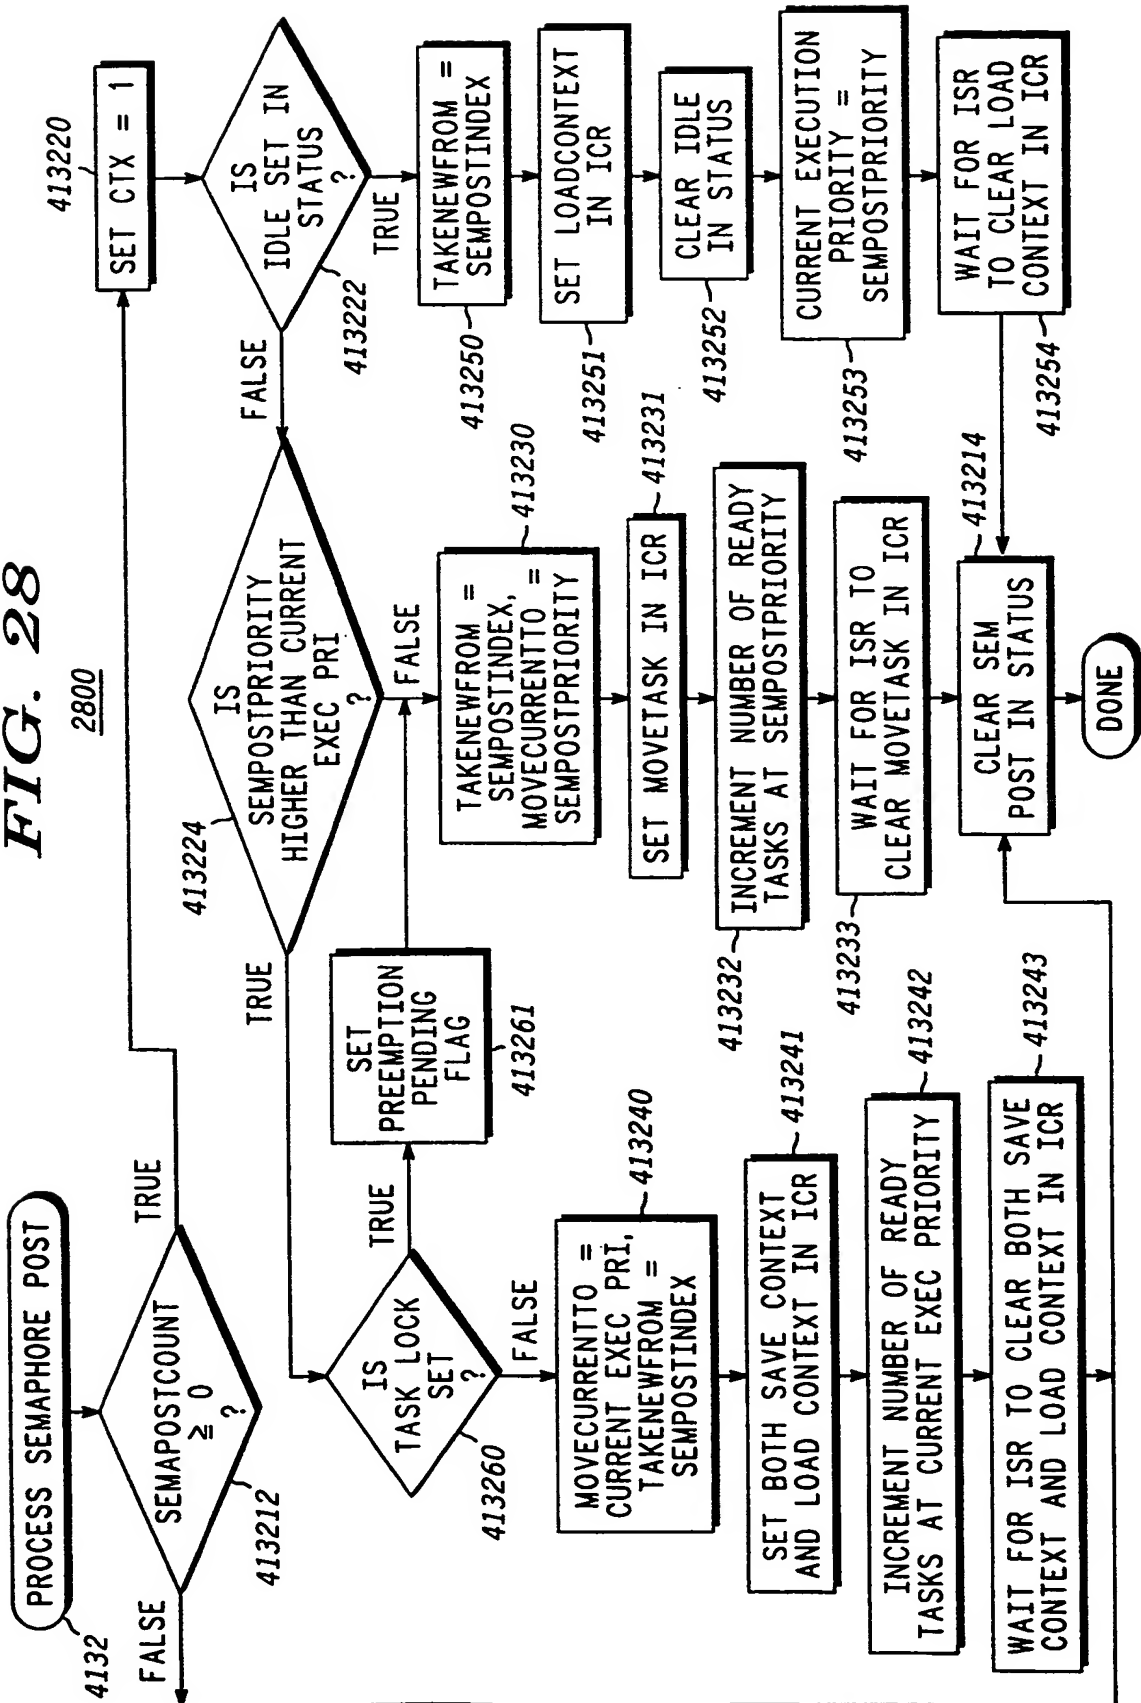 FIG. 28
2800
PROCESS SEMAPHORE POST
4132
SEMAPOSTCOUNT
≥ 0
?
413212
FALSE
TRUE
SET CTX = 1
413220
IS
IDLE SET IN
STATUS
?
413222
FALSE
TRUE
IS
SEMPOSTPRIORITY
HIGHER THAN CURRENT
EXEC PRI
?
413224
TRUE
FALSE
IS
TASK LOCK
SET
?
413260
TRUE
FALSE
SET
PREEMPTION
PENDING
FLAG
413261
MOVECURRENTTO =
CURRENT EXEC PRI,
TAKENEWFROM =
SEMPOSTINDEX
413240
SET BOTH SAVE CONTEXT
AND LOAD CONTEXT IN ICR
413241
INCREMENT NUMBER OF READY
TASKS AT CURRENT EXEC PRIORITY
413242
WAIT FOR ISR TO CLEAR BOTH SAVE
CONTEXT AND LOAD CONTEXT IN ICR
413243
TAKENEWFROM =
SEMPOSTINDEX,
MOVECURRENTTO =
SEMPOSTPRIORITY
413230
SET MOVETASK IN ICR
413231
INCREMENT NUMBER OF READY
TASKS AT SEMPOSTPRIORITY
413232
WAIT FOR ISR TO
CLEAR MOVETASK IN ICR
413233
TAKENEWFROM =
SEMPOSTINDEX
413250
SET LOADCONTEXT
IN ICR
413251
CLEAR IDLE
IN STATUS
413252
CURRENT EXECUTION
PRIORITY =
SEMPOSTPRIORITY
413253
WAIT FOR ISR
TO CLEAR LOAD
CONTEXT IN ICR
413254
CLEAR SEM
POST IN STATUS
413214
DONE